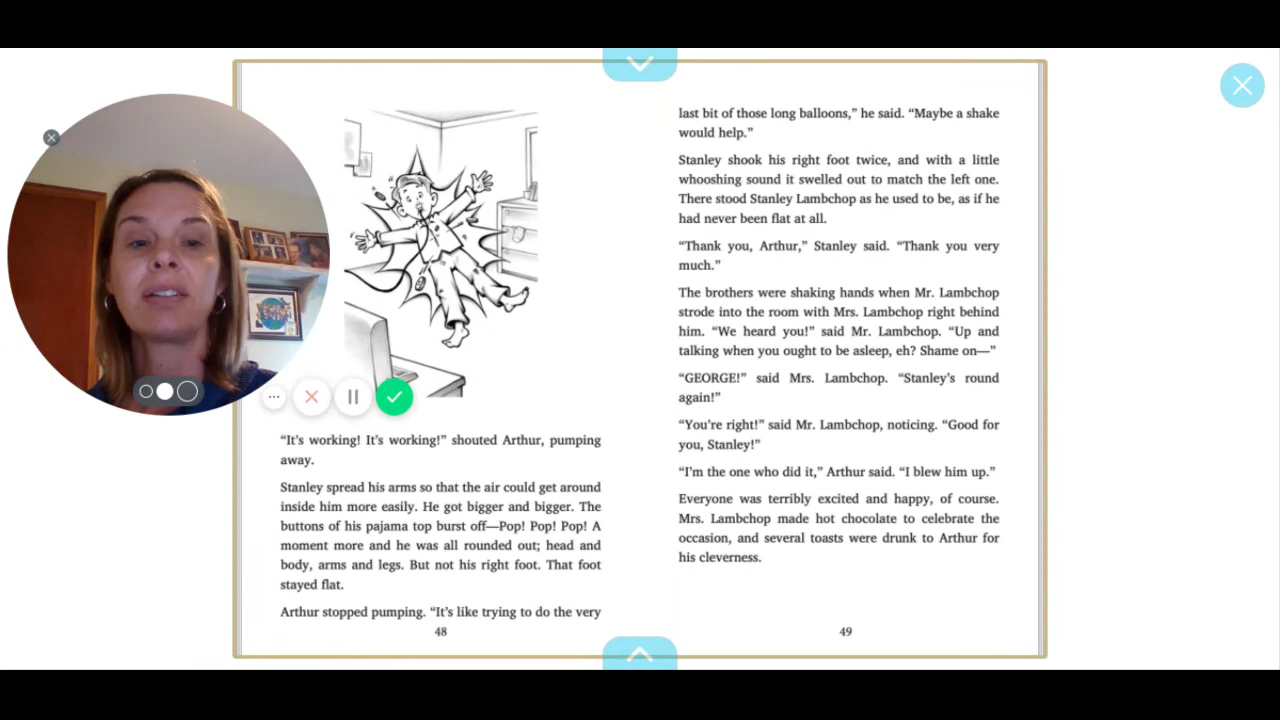 “It’s working! It’s working!” shouted Arthur, pumping
away.
Stanley spread his arms so that the air could get around
inside him more easily. He got bigger and bigger. The
buttons of his pajama top burst off—Pop! Pop! Pop! A
moment more and he was all rounded out; head and
body, arms and legs. But not his right foot. That foot
stayed flat.
Arthur stopped pumping. “It’s like trying to do the very
48
last bit of those long balloons,” he said. “Maybe a shake
would help.”
Stanley shook his right foot twice, and with a little
whooshing sound it swelled out to match the left one.
There stood Stanley Lambchop as he used to be, as if he
had never been flat at all.
“Thank you, Arthur,” Stanley said. “Thank you very
much.”
The brothers were shaking hands when Mr. Lambchop
strode into the room with Mrs. Lambchop right behind
him. “We heard you!” said Mr. Lambchop. “Up and
talking when you ought to be asleep, eh? Shame on—”
“GEORGE!” said Mrs. Lambchop. “Stanley’s round
again!”
“You’re right!” said Mr. Lambchop, noticing. “Good for
you, Stanley!”
“I’m the one who did it,” Arthur said. “I blew him up.”
Everyone was terribly excited and happy, of course.
Mrs. Lambchop made hot chocolate to celebrate the
occasion, and several toasts were drunk to Arthur for
his cleverness.
49